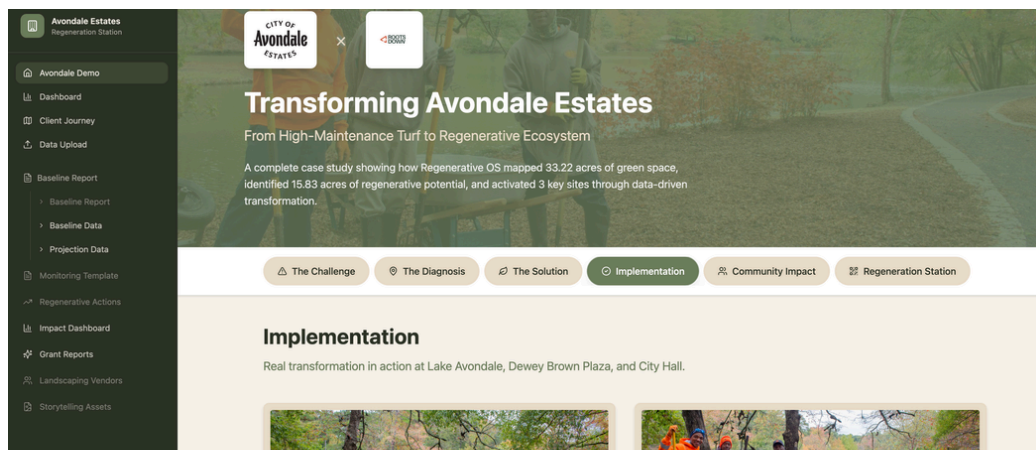 Avondale Estates
Regeneration Station
Avondale Demo
Dashboard
Client Journey
Data Upload
Baseline Report
Baseline Report
Baseline Data
Projection Data
Monitoring Template
Regenerative Actions
Impact Dashboard
Grant Reports
Landscaping Vendors
Storytelling Assets
CITY OF
Avondale
ESTATES
×
ROOTS
DOWN
Transforming Avondale Estates
From High-Maintenance Turf to Regenerative Ecosystem
A complete case study showing how Regenerative OS mapped 33.22 acres of green space,
identified 15.83 acres of regenerative potential, and activated 3 key sites through data-driven
transformation.
The Challenge
The Diagnosis
The Solution
Implementation
Community Impact
Regeneration Station
Implementation
Real transformation in action at Lake Avondale, Dewey Brown Plaza, and City Hall.